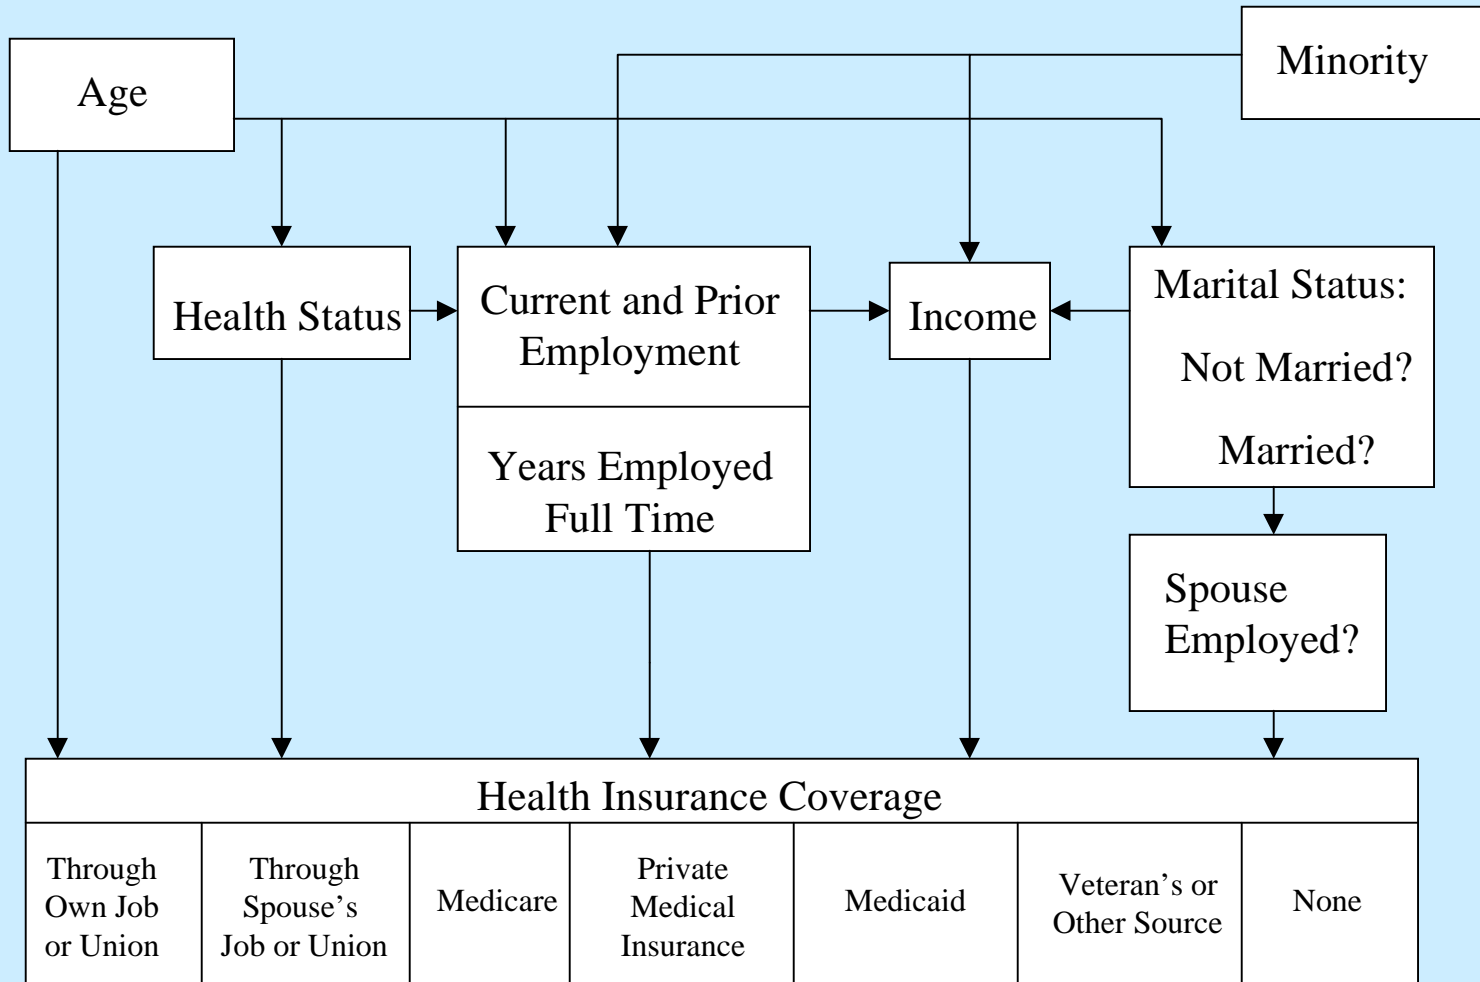 Age
Minority
Health Status
Current and Prior
Employment
Years Employed
Full Time
Income
Marital Status:
Not Married?
Married?
Spouse
Employed?
Health Insurance Coverage
Through
Own Job
or Union
Through
Spouse’s
Job or Union
Medicare
Private
Medical
Insurance
Medicaid
Veteran’s or
Other Source
None